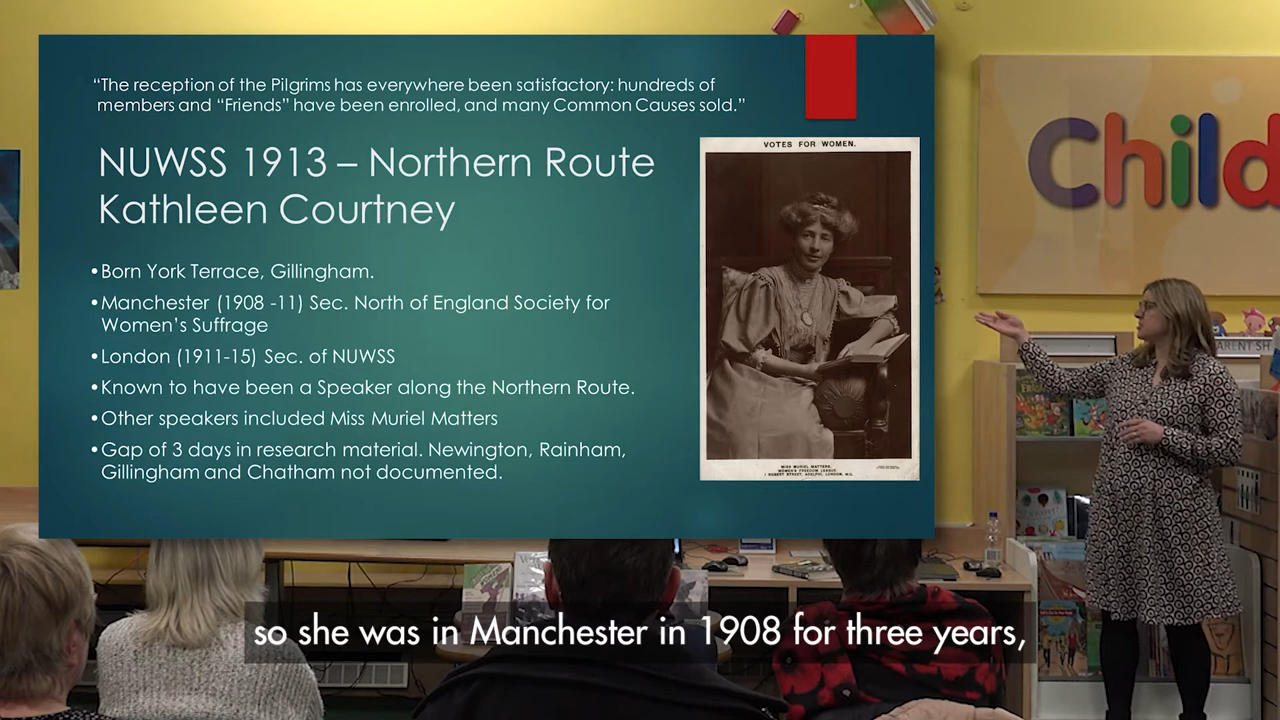 “The reception of the Pilgrims has everywhere been satisfactory: hundreds of
members and “Friends” have been enrolled, and many Common Causes sold.”
NUWSS 1913 – Northern Route
Kathleen Courtney
•Born York Terrace, Gillingham.
•Manchester (1908 -11) Sec. North of England Society for
Women’s Suffrage
•London (1911-15) Sec. of NUWSS
•Known to have been a Speaker along the Northern Route.
•Other speakers included Miss Muriel Matters
•Gap of 3 days in research material. Newington, Rainham,
Gillingham and Chatham not documented.
VOTES FOR WOMEN.
MISS MURIEL MATTERS,
WOMEN'S FREEDOM LEAGUE,
1 ROBERT STREET, ADELPHI, LONDON, W.C.
Child
PARENT SH
so she was in Manchester in 1908 for three years,